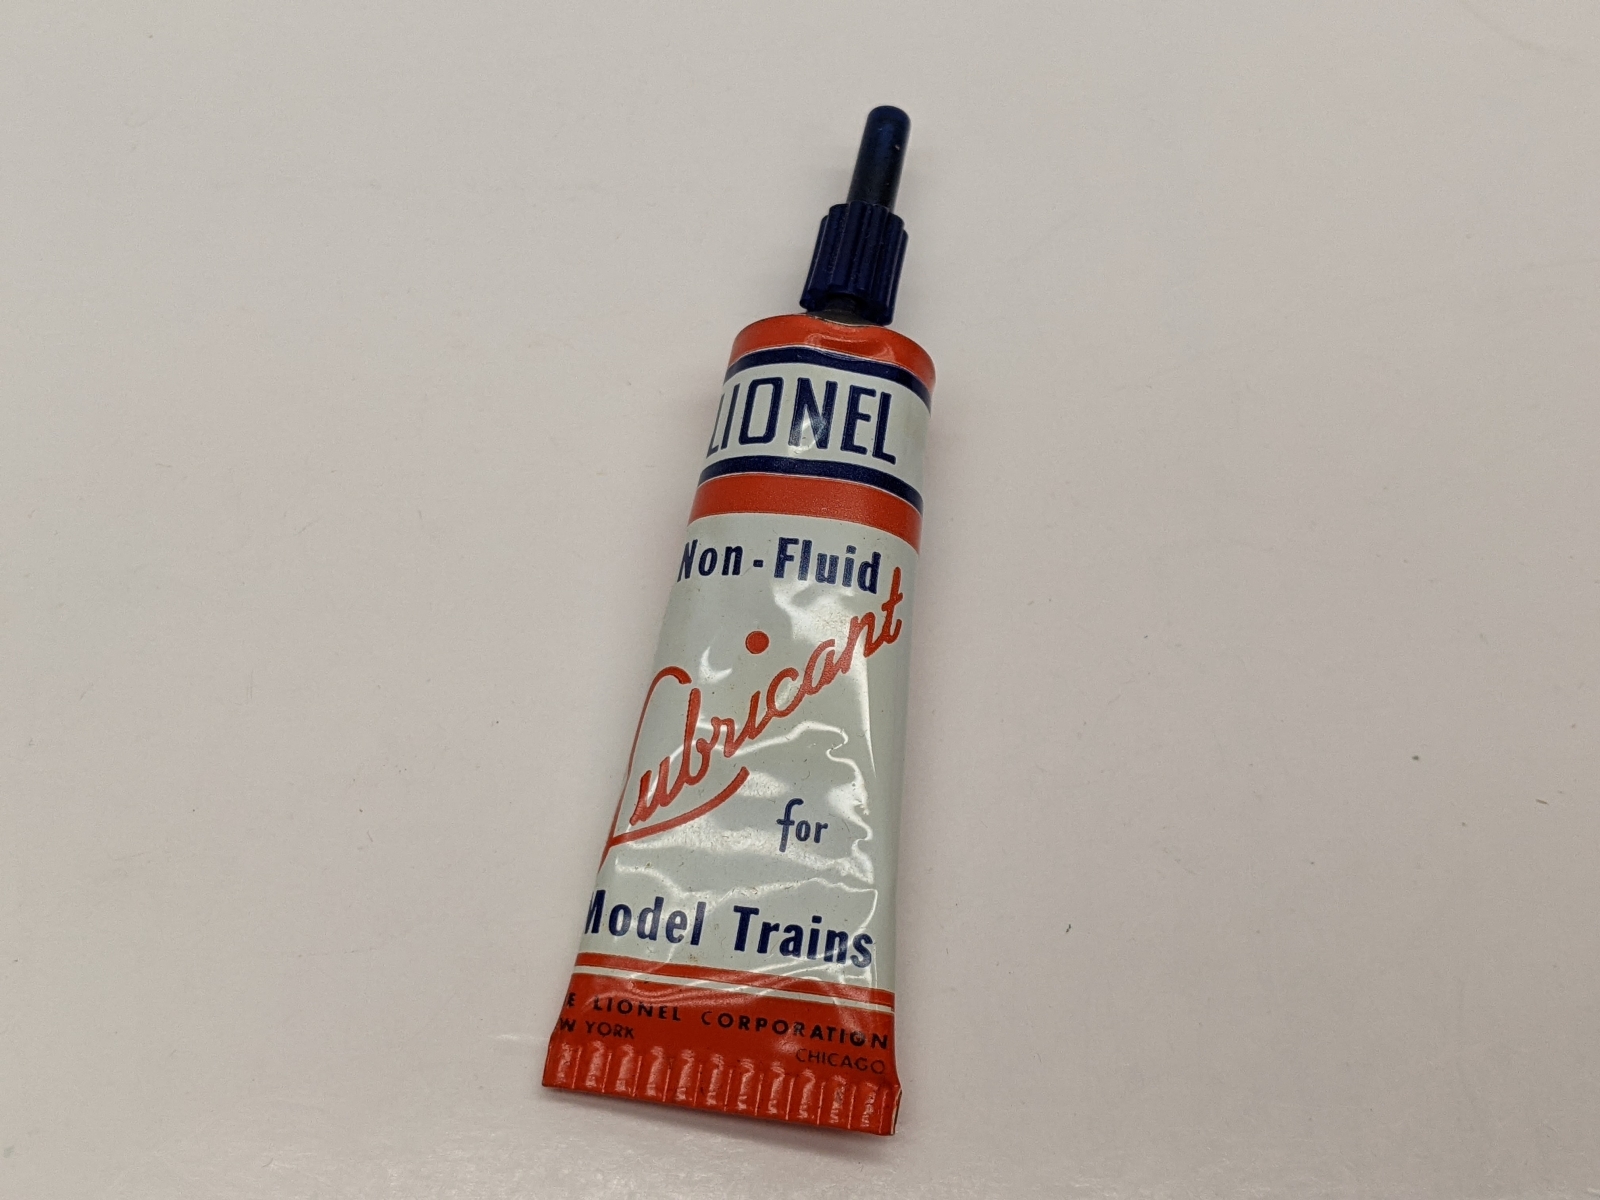 LIONEL
Non-Fluid
Lubricant
for
Model Trains
E LIONEL CORPORATION
W YORK
CHICAGO